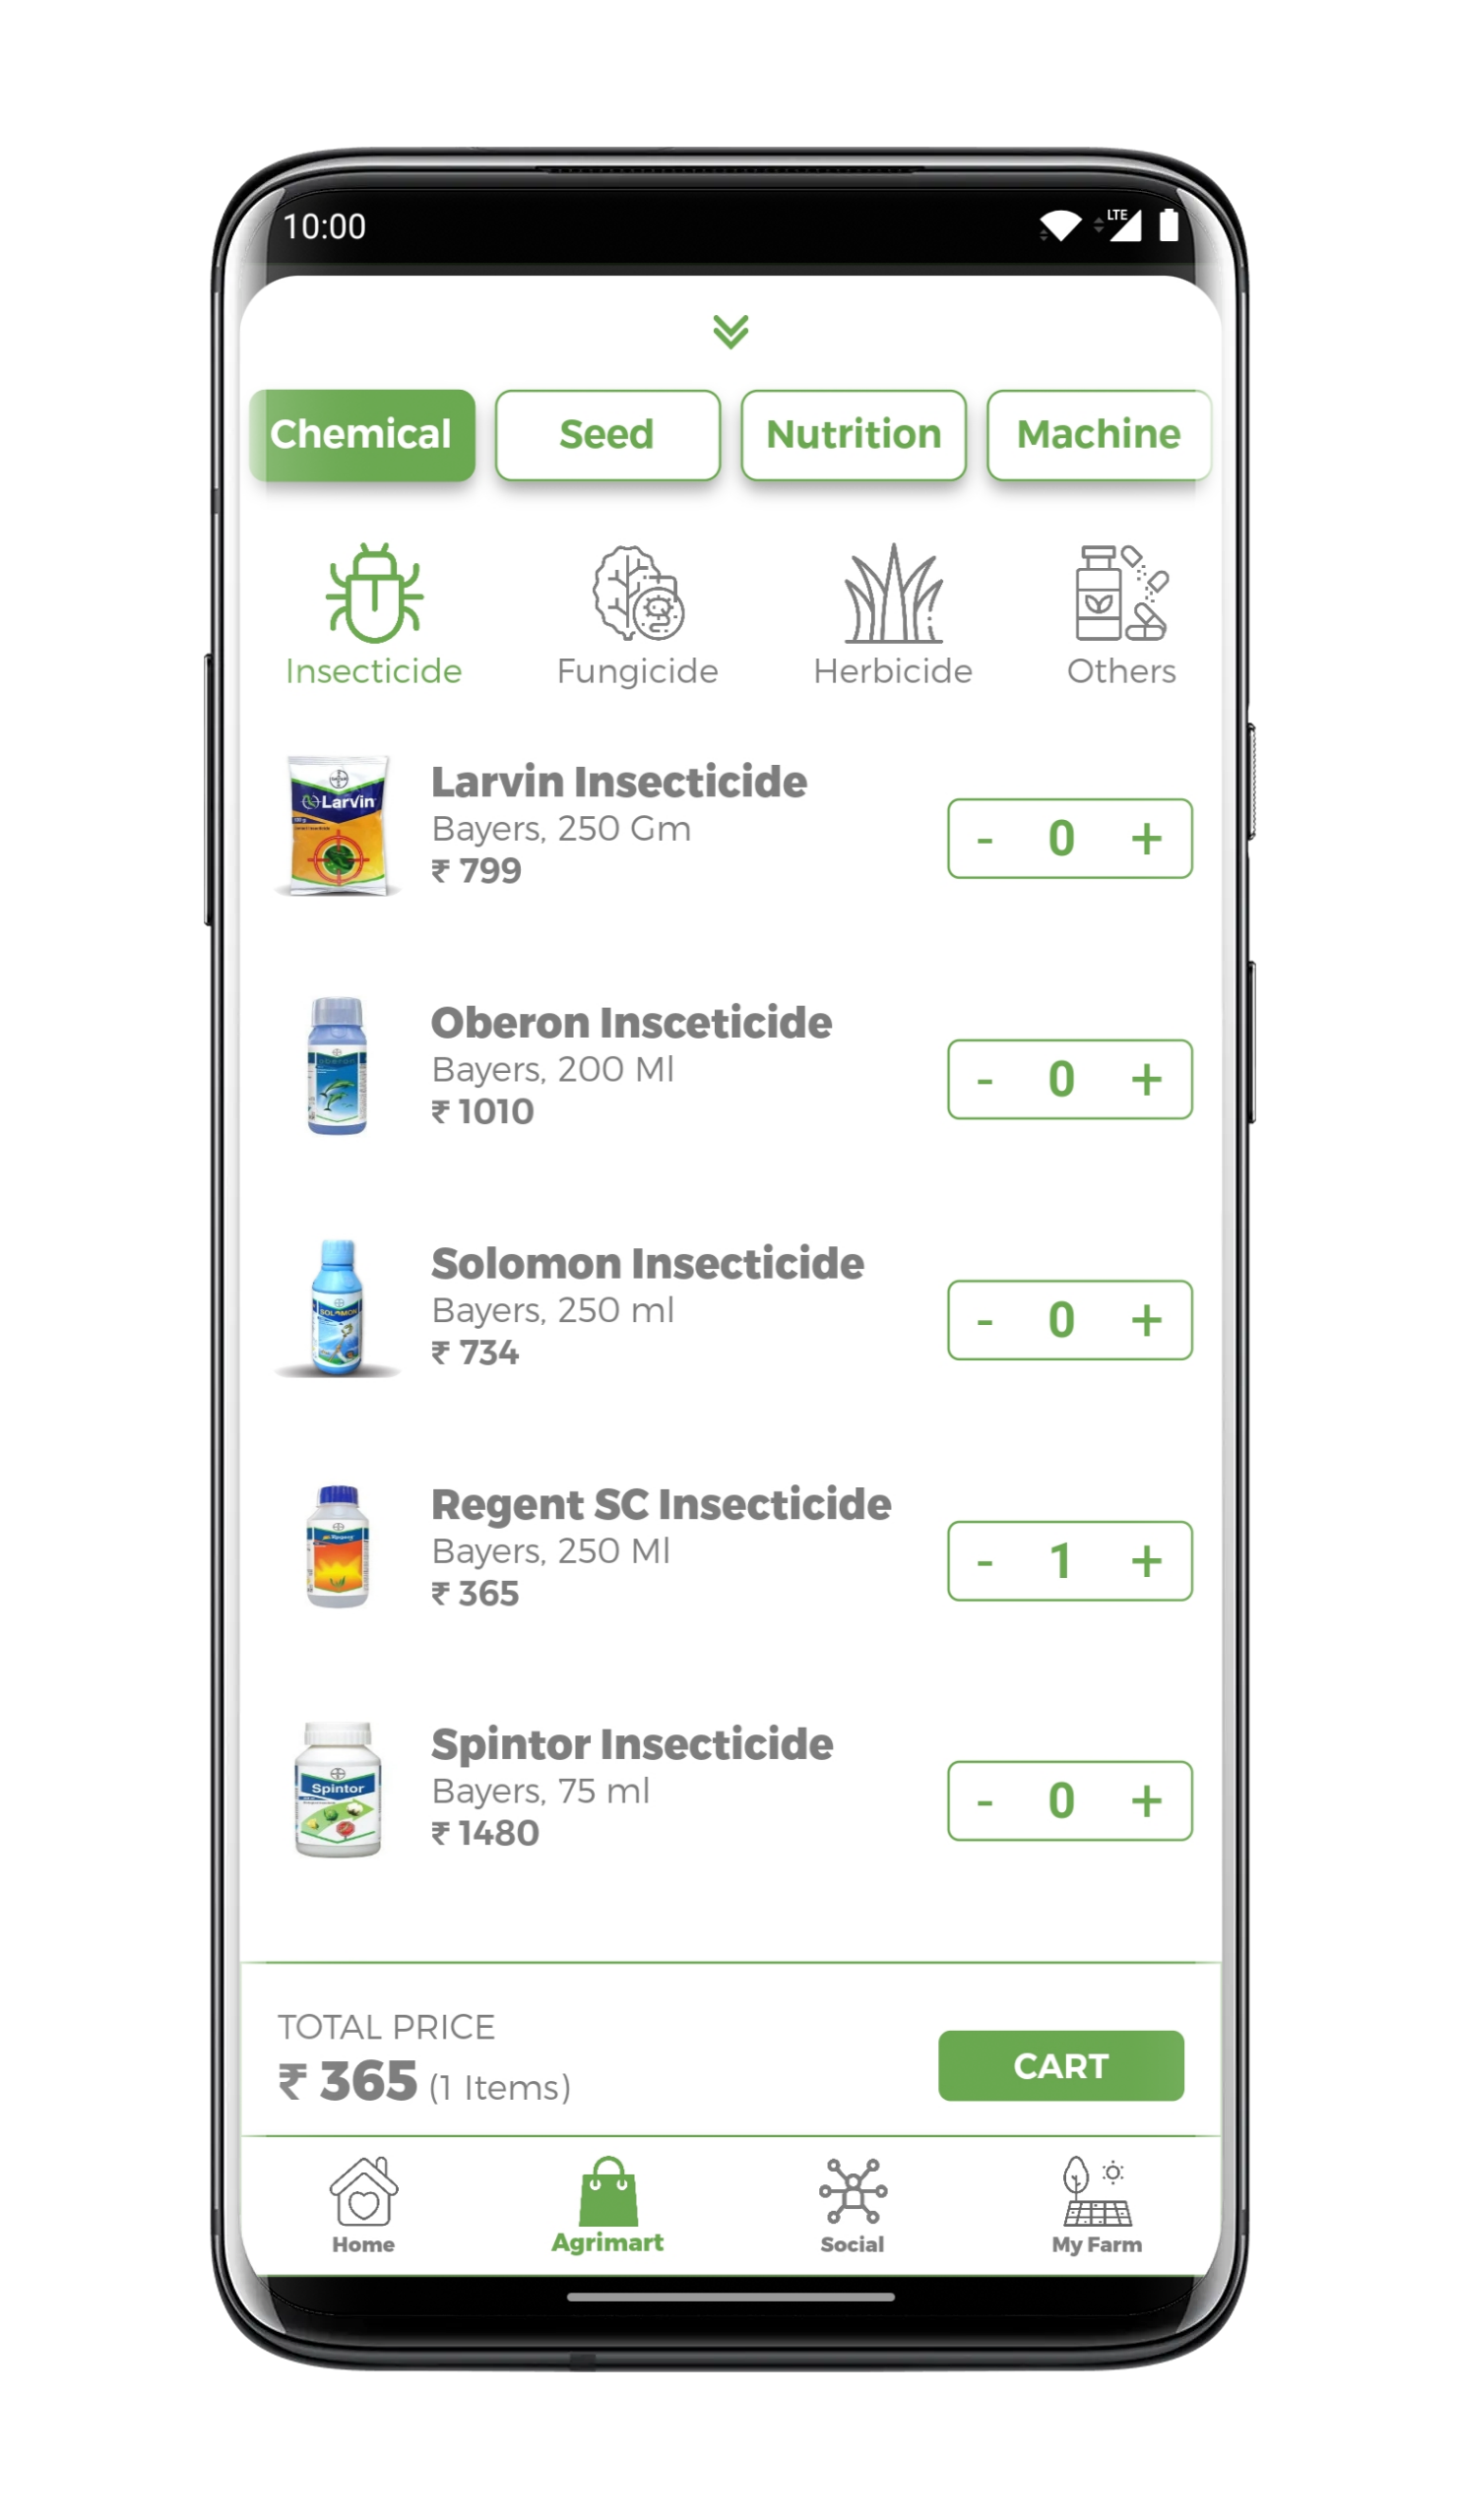 10:00
LTE
Chemical Seed Nutrition Machine
Insecticide Fungicide Herbicide Others
Larvin
Larvin Insecticide
Bayers, 250 Gm
₹ 799
- 0 +
Oberon Insceticide
Bayers, 200 Ml
₹ 1010
- 0 +
SOLOMON
Solomon Insecticide
Bayers, 250 ml
₹ 734
- 0 +
Regent SC Insecticide
Bayers, 250 Ml
₹ 365
- 1 +
Spintor
Spintor Insecticide
Bayers, 75 ml
₹ 1480
- 0 +
TOTAL PRICE
₹ 365 (1 Items)
CART
Home Agrimart Social My Farm